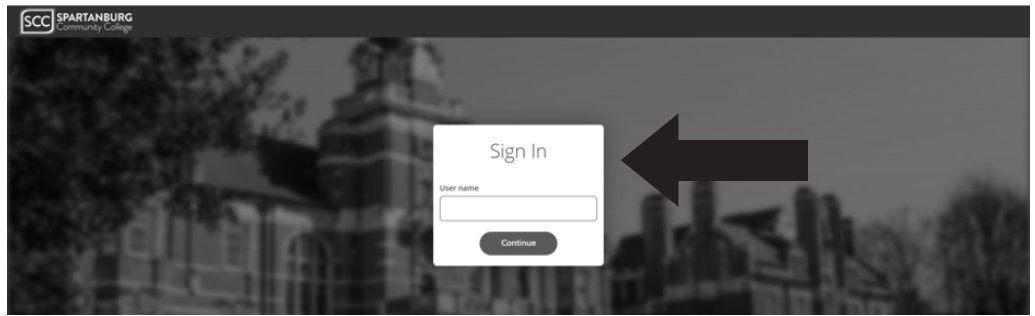 SCC SPARTANBURG
Community College
Sign In
User name
Continue